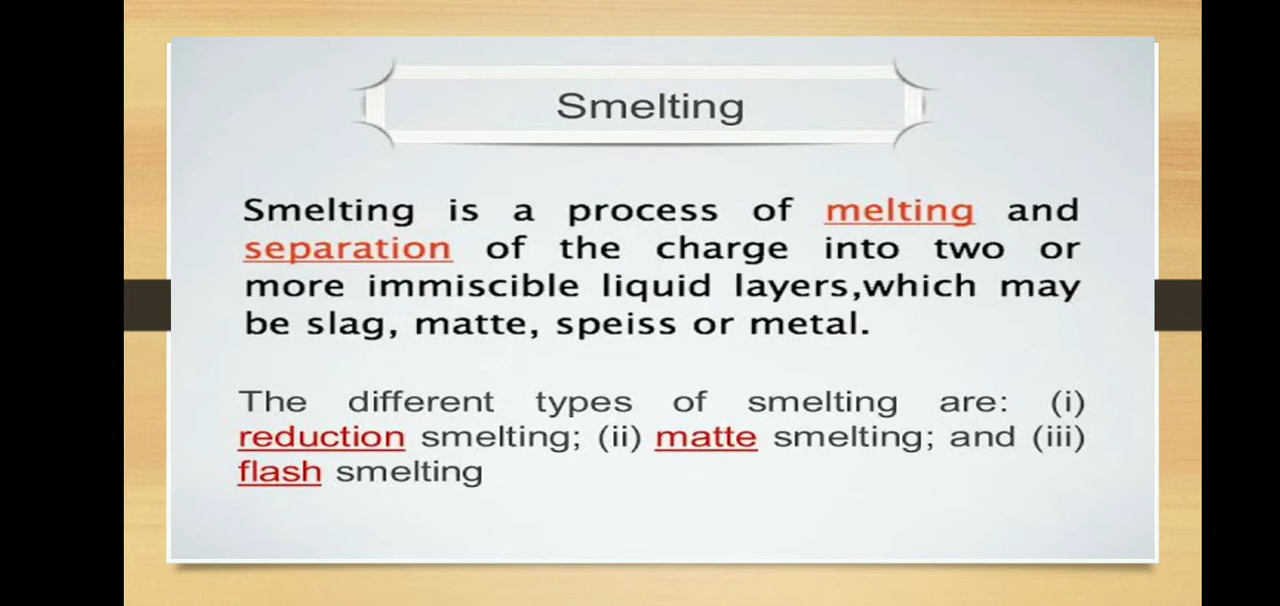 Smelting
Smelting is a process of melting and
separation of the charge into two or
more immiscible liquid layers,which may
be slag, matte, speiss or metal.
The different types of smelting are: (i)
reduction smelting; (ii) matte smelting; and (iii)
flash smelting